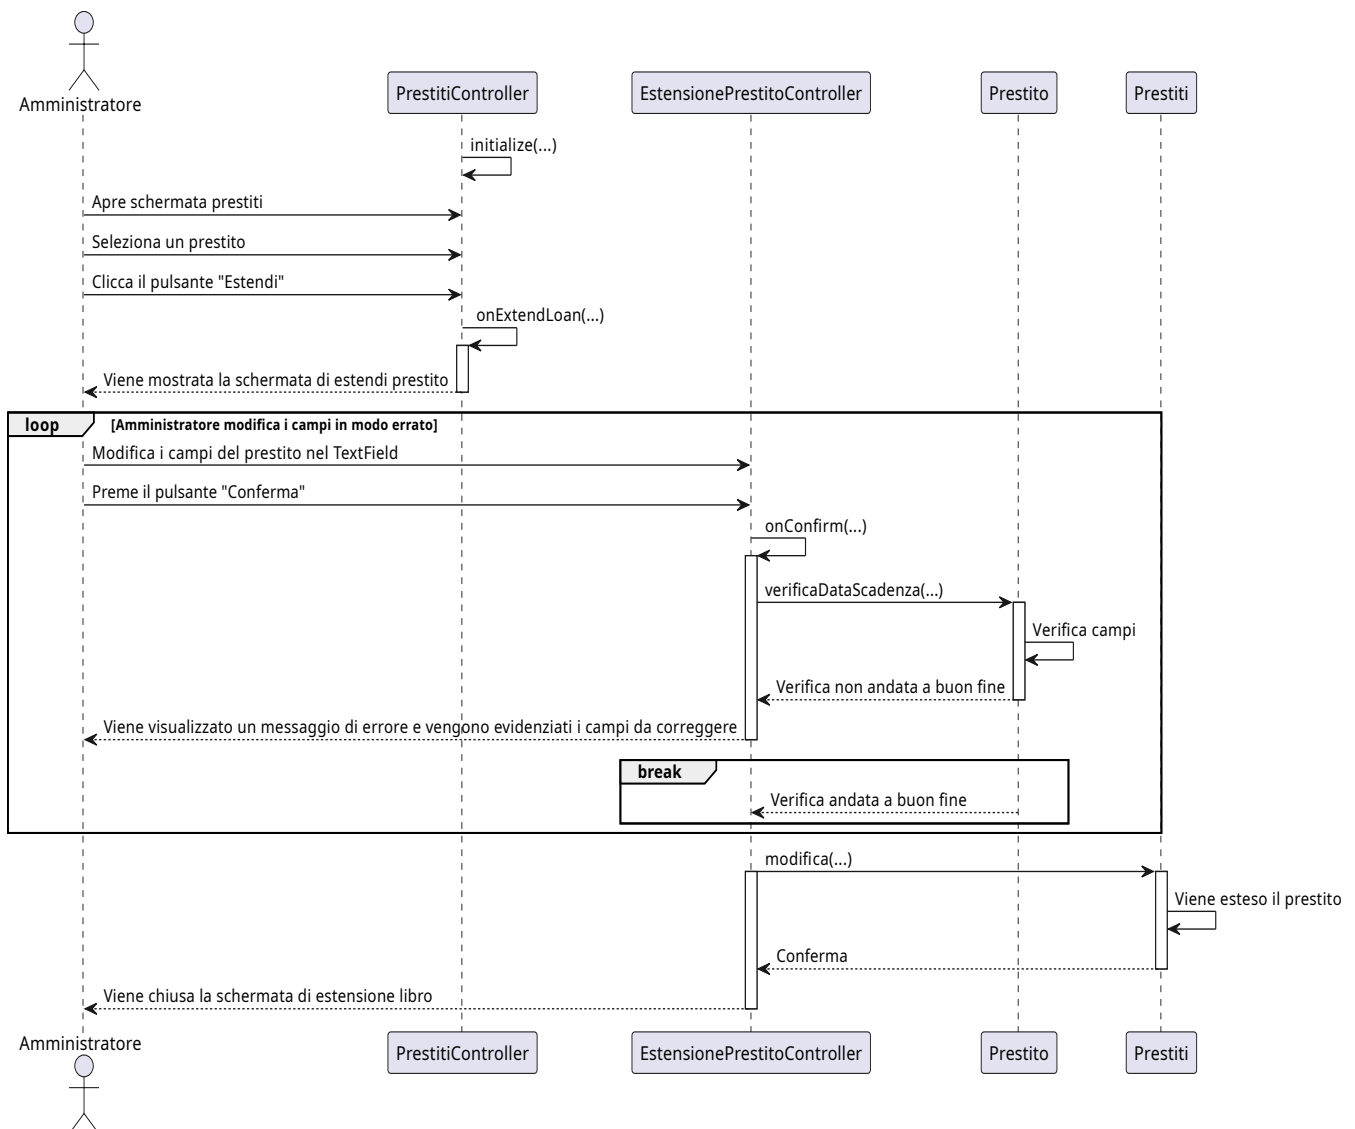 Amministratore
PrestitiController
EstensionePrestitoController
Prestito
Prestiti
initialize(...)
Apre schermata prestiti
Seleziona un prestito
Clicca il pulsante "Estendi"
onExtendLoan(...)
Viene mostrata la schermata di estendi prestito
loop
[Amministratore modifica i campi in modo errato]
Modifica i campi del prestito nel TextField
Preme il pulsante "Conferma"
onConfirm(...)
verificaDataScadenza(...)
Verifica campi
Verifica non andata a buon fine
Viene visualizzato un messaggio di errore e vengono evidenziati i campi da correggere
break
Verifica andata a buon fine
modifica(...)
Viene esteso il prestito
Conferma
Viene chiusa la schermata di estensione libro
Amministratore
PrestitiController
EstensionePrestitoController
Prestito
Prestiti